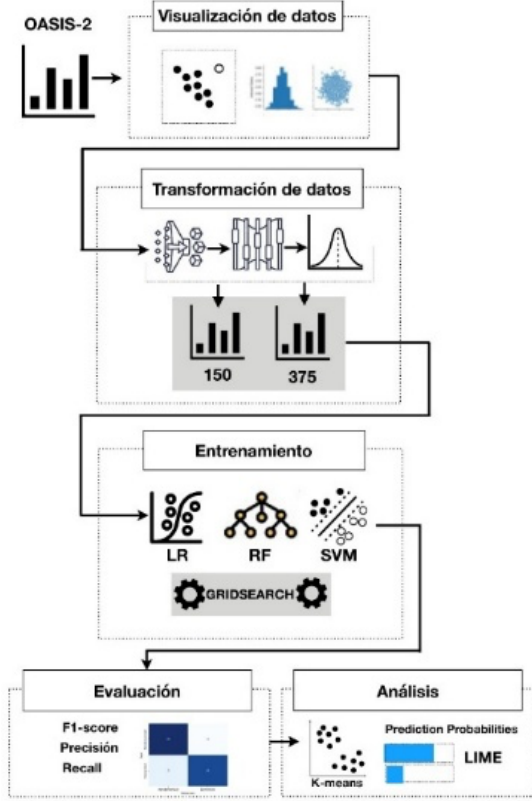 OASIS-2
Visualización de datos
Transformación de datos
150
375
Entrenamiento
LR
RF
SVM
GRIDSEARCH
Evaluación
F1-score
Precisión
Recall
Análisis
K-means
Prediction Probabilities
LIME